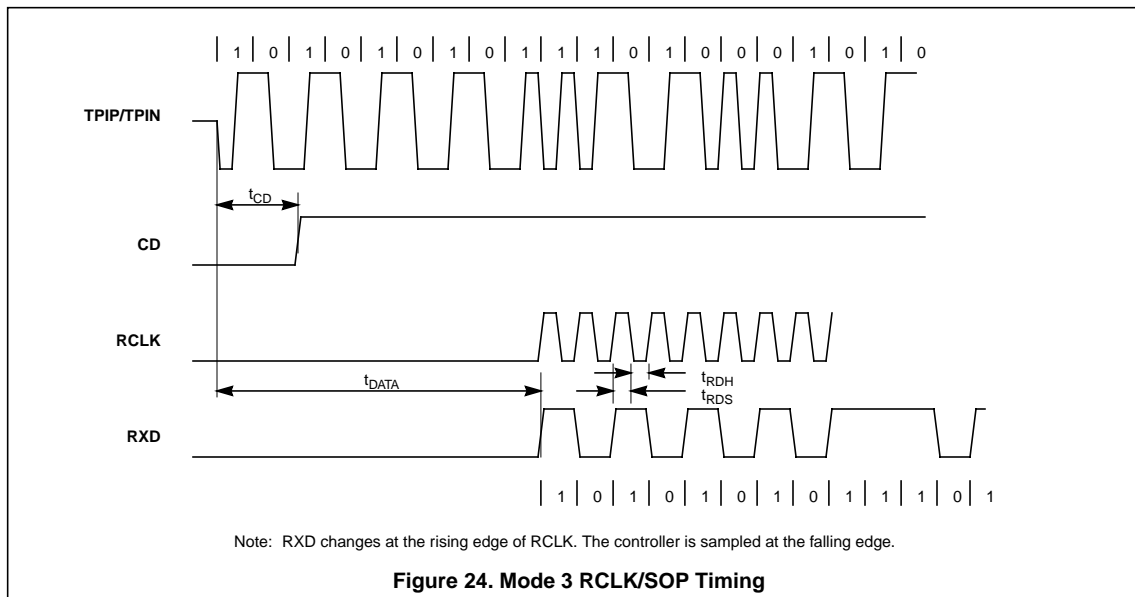 1 0 1 0 1 0 1 0 1 1 1 0 1 0 0 0 1 0 1 0
TPIP/TPIN
tCD
CD
RCLK
tDATA
tRDH
tRDS
RXD
1 0 1 0 1 0 1 0 1 1 1 0 1
Note: RXD changes at the rising edge of RCLK. The controller is sampled at the falling edge.
Figure 24. Mode 3 RCLK/SOP Timing